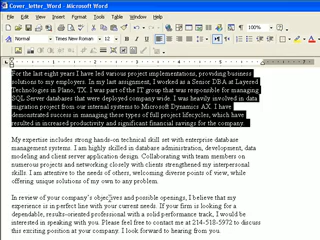 Cover_letter_Word - Microsoft Word
File Edit View Insert Format Tools Table Window Help
Normal Times New Roman 12 B I U
For the last eight years I have led various project implementations, providing business
solutions to my employers. In my last assignment, I worked as a Senior DBA at Layered
Technologies in Plano, TX. I was part of the IT group that was responsible for managing
SQL Server databases that were deployed company wide. I was heavily involved in data
migration project from our internal systems to Microsoft Dynamics AX. I have
demonstrated success in managing these types of full project lifecycles, which have
resulted in increased productivity and significant financial savings for the company.
My expertise includes strong hands-on technical skill set with enterprise database
management systems. I am highly skilled in database administration, development, data
modeling and client server application design. Collaborating with team members on
numerous projects and networking closely with clients strengthened my interpersonal
skills. I am attentive to the needs of others, welcoming diverse points of view, while
offering unique solutions of my own to any problem.
In review of your company's objectives and possible openings, I believe that my
experience is in perfect line with your current needs. If your firm is looking for a
dependable, results-oriented professional with a solid performance track, I would be
interested in speaking with you. Please feel free to contact me at 214-518-5972 to discuss
this exciting position at your company. I look forward to hearing from you.